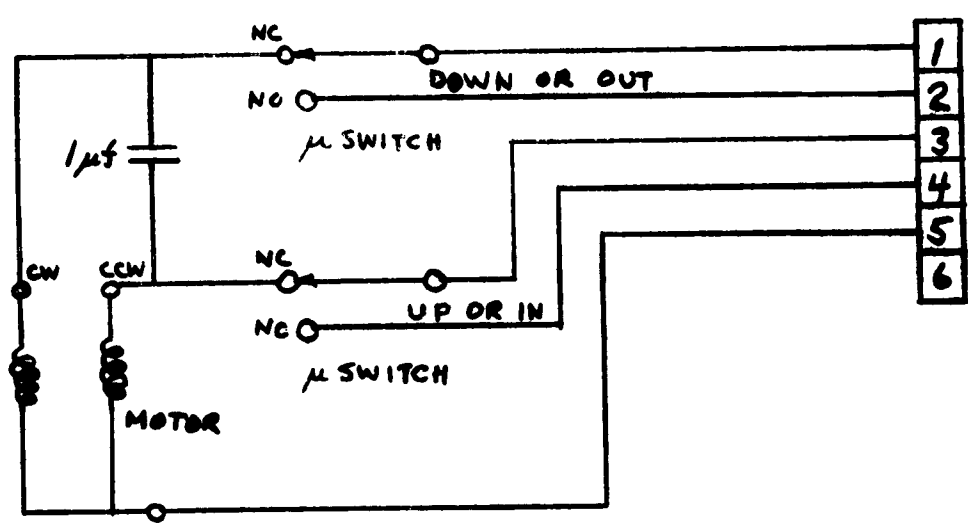 NC
1
DOWN OR OUT
NO
2
μ SWITCH
3
1μf
4
5
NC
CW
CCW
6
UP OR IN
NO
μ SWITCH
MOTOR